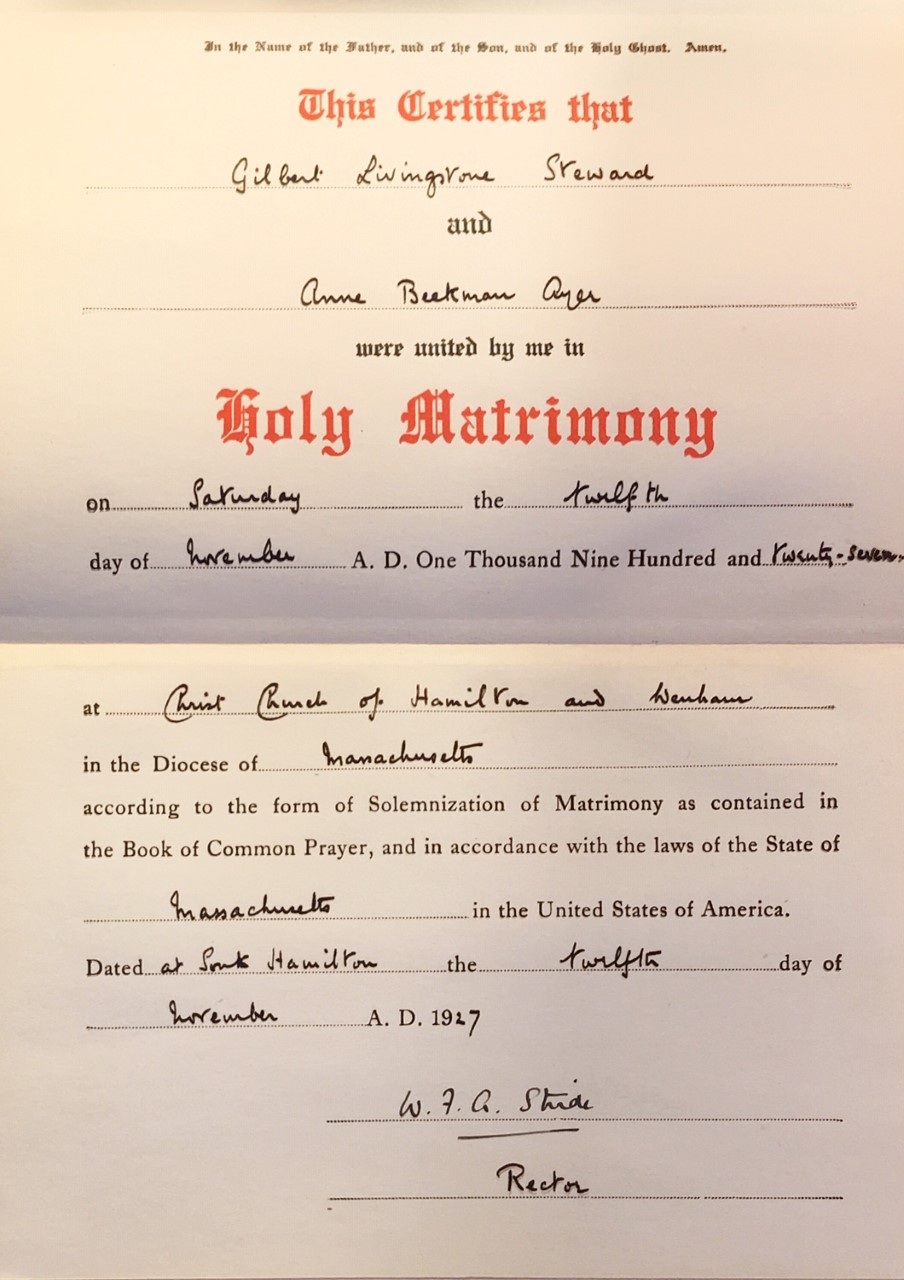 In the Name of the Father, and of the Son, and of the Holy Ghost. Amen.
This Certifies that
Gilbert Livingstone Steward
and
Anne Beekman Ayer
were united by me in
Holy Matrimony
on Saturday the twelfth
day of November A. D. One Thousand Nine Hundred and twenty-seven
at Christ Church of Hamilton and Wenham
in the Diocese of Massachusetts
according to the form of Solemnization of Matrimony as contained in
the Book of Common Prayer, and in accordance with the laws of the State of
Massachusetts in the United States of America.
Dated at South Hamilton the twelfth day of
November A. D. 1927
W. F. A. Stride
Rector